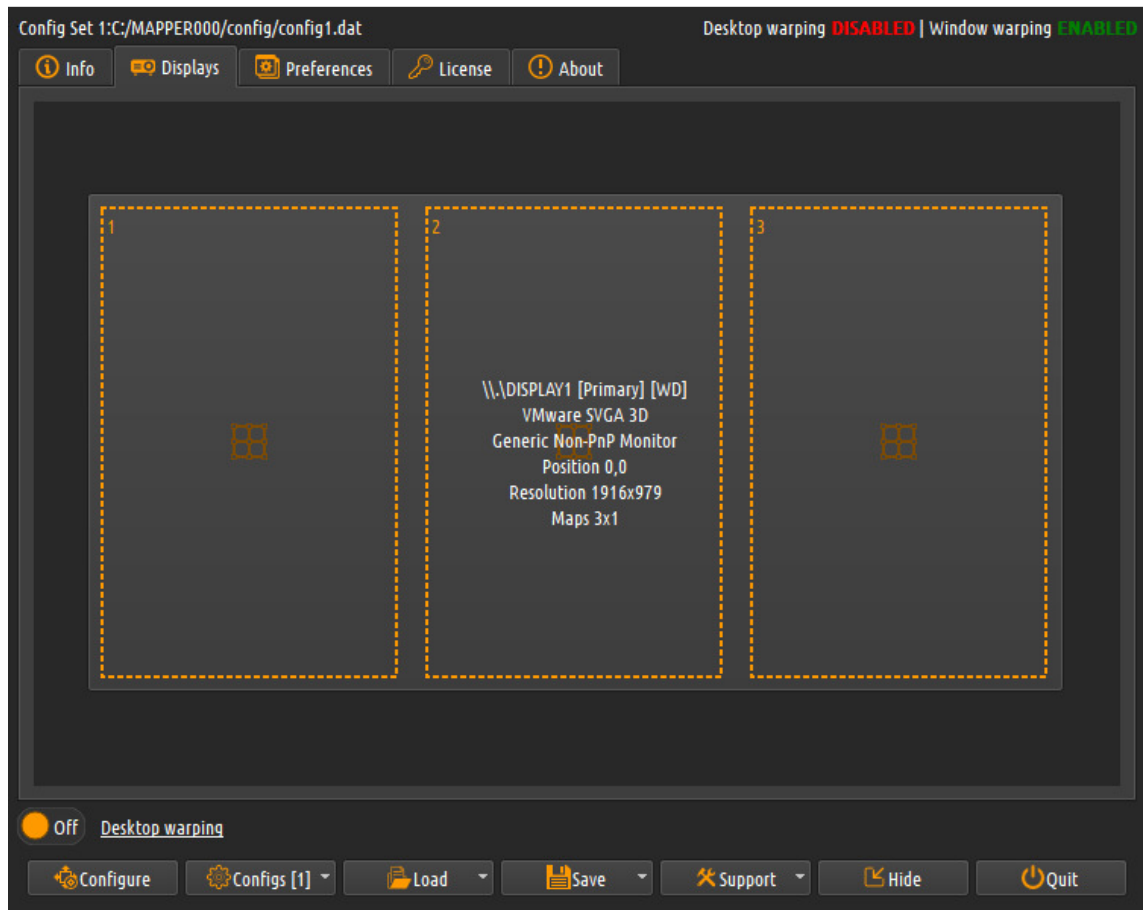 Config Set 1:C:/MAPPER000/config/config1.dat
Desktop warping DISABLED | Window warping ENABLED
Info
Displays
Preferences
License
About
1
2
3
\\.\DISPLAY1 [Primary] [WD]
VMware SVGA 3D
Generic Non-PnP Monitor
Position 0,0
Resolution 1916x979
Maps 3x1
Off
Desktop warping
Configure
Configs [1]
Load
Save
Support
Hide
Quit